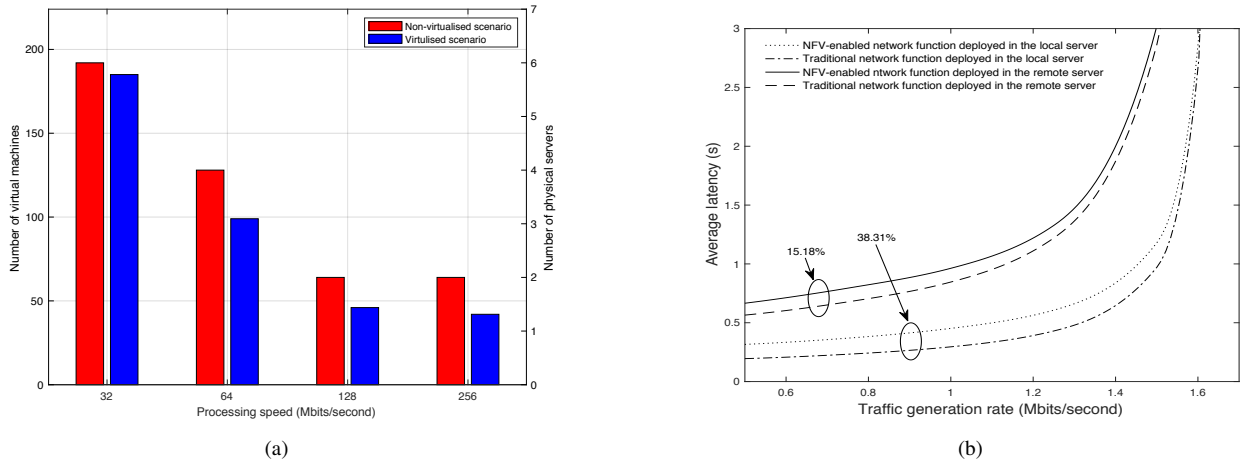 Non-virtualised scenario
Virtulised scenario
200
150
100
50
0
Number of virtual machines
7
6
5
4
3
2
1
0
Number of physical servers
32 64 128 256
Processing speed (Mbits/second)
(a)
NFV-enabled network function deployed in the local server
Traditional network function deployed in the local server
NFV-enabled ntwork function deployed in the remote server
Traditional network function deployed in the remote server
3
2.5
2
1.5
1
0.5
0
Average latency (s)
15.18%
38.31%
0.6 0.8 1 1.2 1.4 1.6
Traffic generation rate (Mbits/second)
(b)